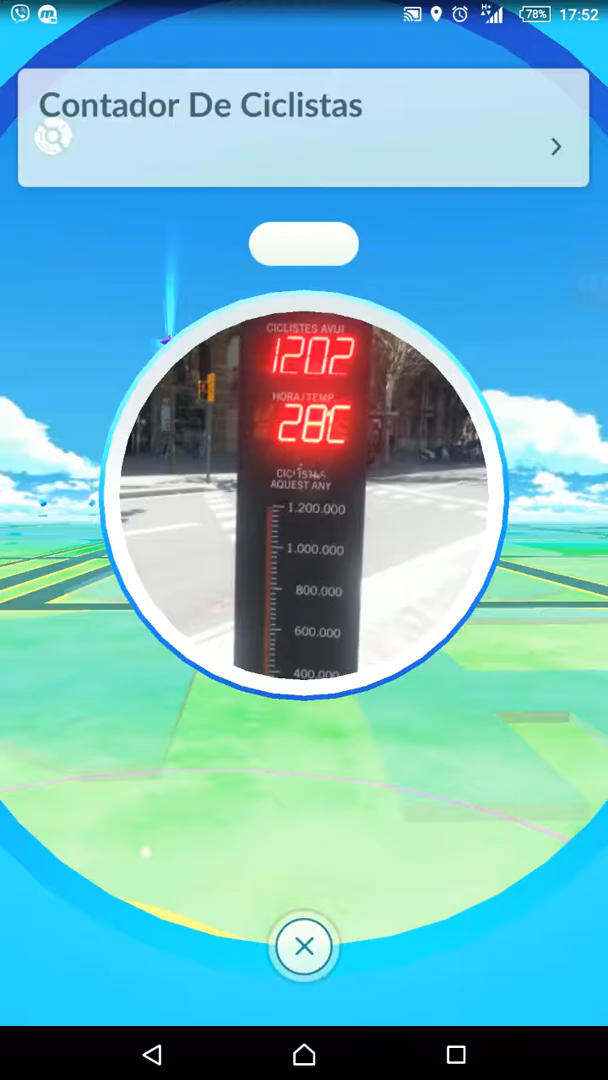 78% 17:52
Contador De Ciclistas
CICLISTES AVUI
1202
HORA/TEMP.
28C
CICLISTES
AQUEST ANY
1.200.000
1.000.000
800.000
600.000
400.000